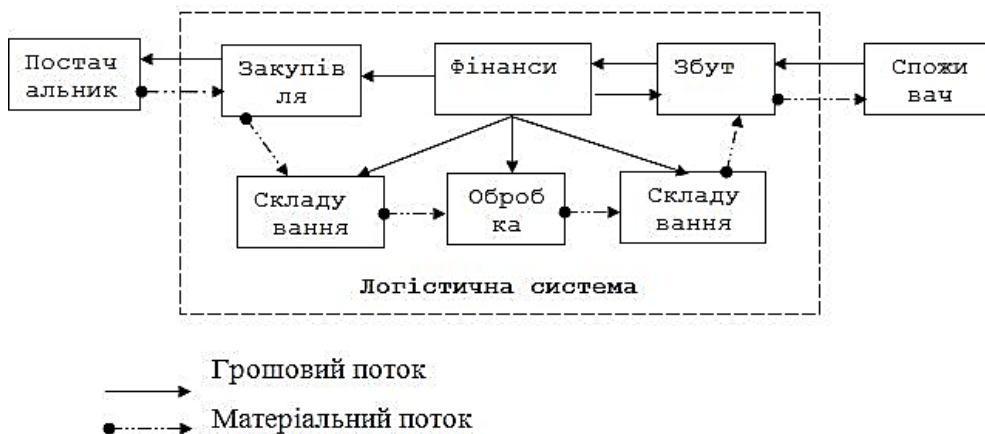 Постач
альник
Закупів
ля
Фінанси
Збут
Спожи
вач
Складу
вання
Оброб
ка
Складу
вання
Логістична система
Грошовий поток
Матеріальний поток